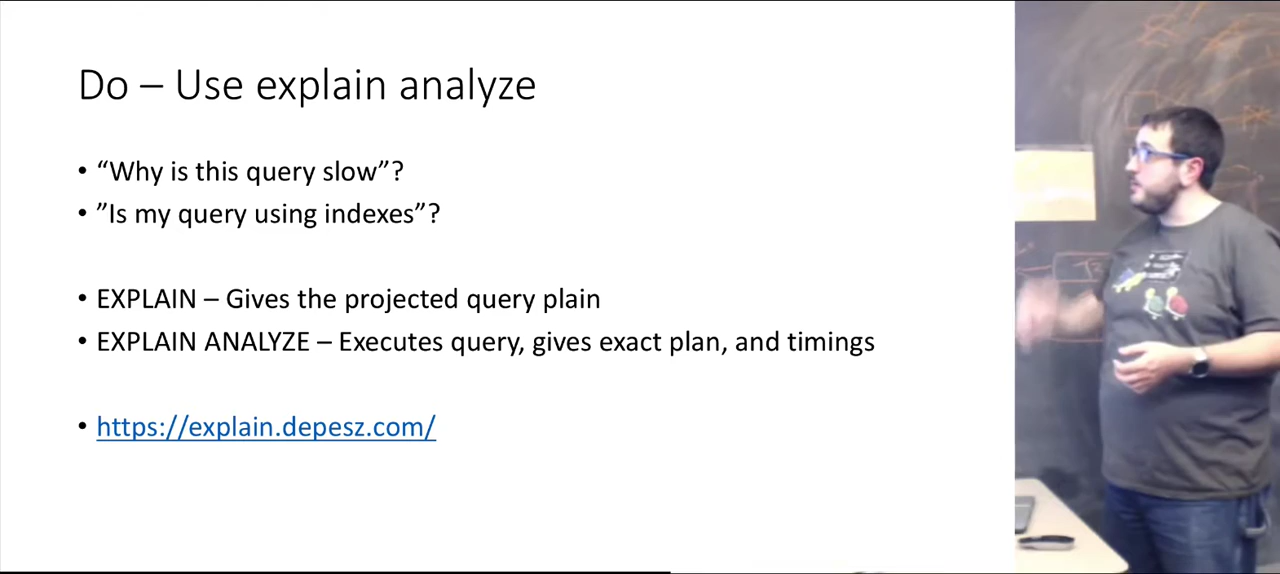 Do – Use explain analyze
• “Why is this query slow”?
• ”Is my query using indexes”?
• EXPLAIN – Gives the projected query plain
• EXPLAIN ANALYZE – Executes query, gives exact plan, and timings
• https://explain.depesz.com/